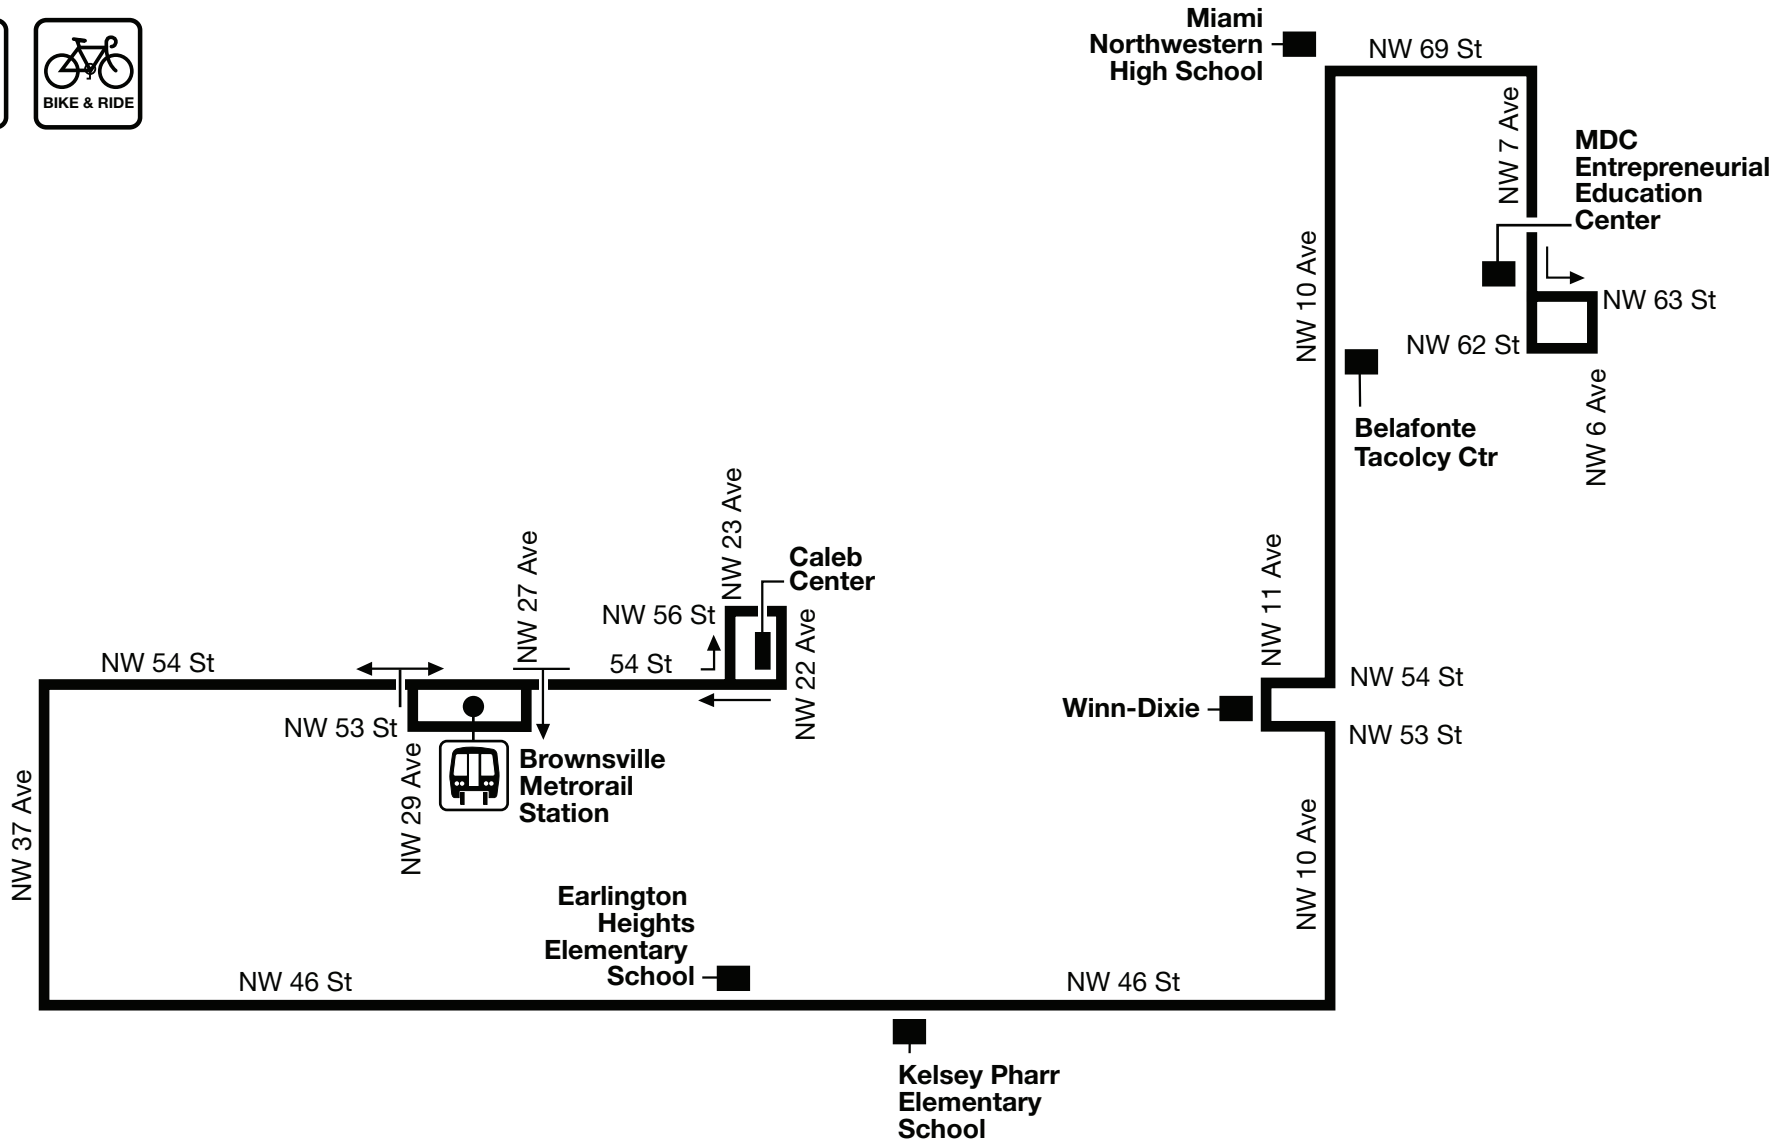 BIKE & RIDE
Miami
Northwestern
High School
NW 69 St
NW 7 Ave
MDC
Entrepreneurial
Education
Center
NW 10 Ave
NW 63 St
NW 62 St
NW 6 Ave
Belafonte
Tacolcy Ctr
NW 23 Ave
NW 27 Ave
Caleb
Center
NW 56 St
NW 11 Ave
NW 54 St
54 St
NW 22 Ave
NW 54 St
Winn-Dixie
NW 53 St
NW 53 St
NW 29 Ave
Brownsville
Metrorail
Station
NW 37 Ave
NW 10 Ave
Earlington
Heights
Elementary
School
NW 46 St
NW 46 St
Kelsey Pharr
Elementary
School